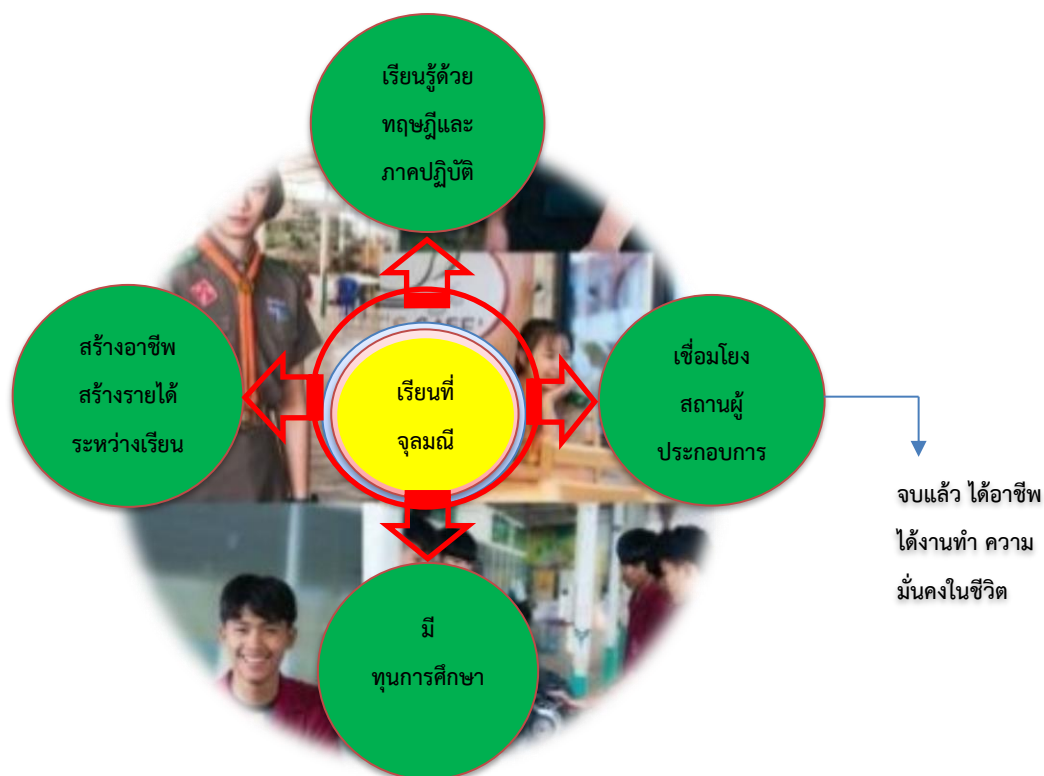 เรียนรู้ด้วย
ทฤษฎีและ
ภาคปฏิบัติ
สร้างอาชีพ
สร้างรายได้
ระหว่างเรียน
เรียนที่
จุลมณี
เชื่อมโยง
สถานผู้
ประกอบการ
จบแล้ว ได้อาชีพ
ได้งานทำ ความ
มั่นคงในชีวิต
มี
ทุนการศึกษา